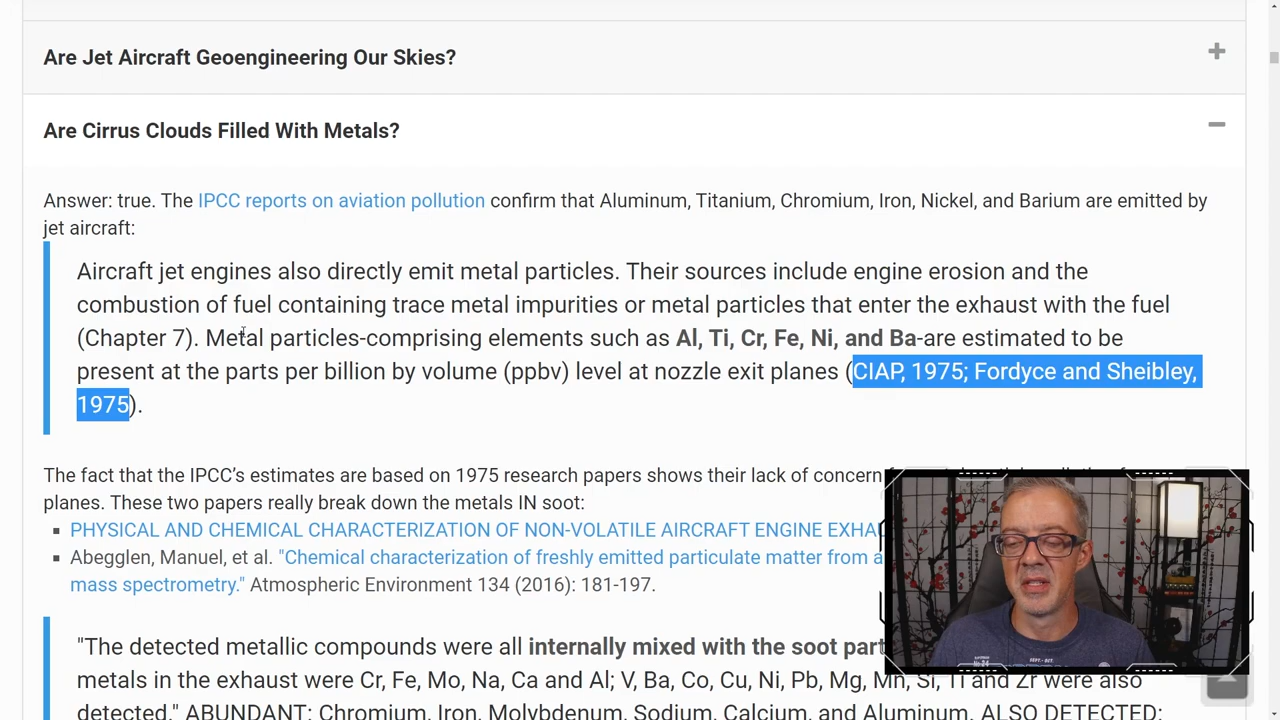 Are Jet Aircraft Geoengineering Our Skies?
Are Cirrus Clouds Filled With Metals?
Answer: true. The IPCC reports on aviation pollution confirm that Aluminum, Titanium, Chromium, Iron, Nickel, and Barium are emitted by
jet aircraft:
Aircraft jet engines also directly emit metal particles. Their sources include engine erosion and the
combustion of fuel containing trace metal impurities or metal particles that enter the exhaust with the fuel
(Chapter 7). Metal particles-comprising elements such as Al, Ti, Cr, Fe, Ni, and Ba-are estimated to be
present at the parts per billion by volume (ppbv) level at nozzle exit planes (CIAP, 1975; Fordyce and Sheibley,
1975).
The fact that the IPCC's estimates are based on 1975 research papers shows their lack of concern
planes. These two papers really break down the metals IN soot:
▪ PHYSICAL AND CHEMICAL CHARACTERIZATION OF NON-VOLATILE AIRCRAFT ENGINE
▪ Abegglen, Manuel, et al. "Chemical characterization of freshly emitted particulate matter from
mass spectrometry." Atmospheric Environment 134 (2016): 181-197.
"The detected metallic compounds were all internally mixed with the soot
metals in the exhaust Cr, Fe, Mo, Na, Ca and Al; V, Ba, Co, Cu, Ni, Pb, Mg, Mn, Si, Ti and Zr were also
detected." ABUNDANT: Chromium, Iron, Molybdenum, Sodium, Calcium, and Aluminum. ALSO DETECTED: